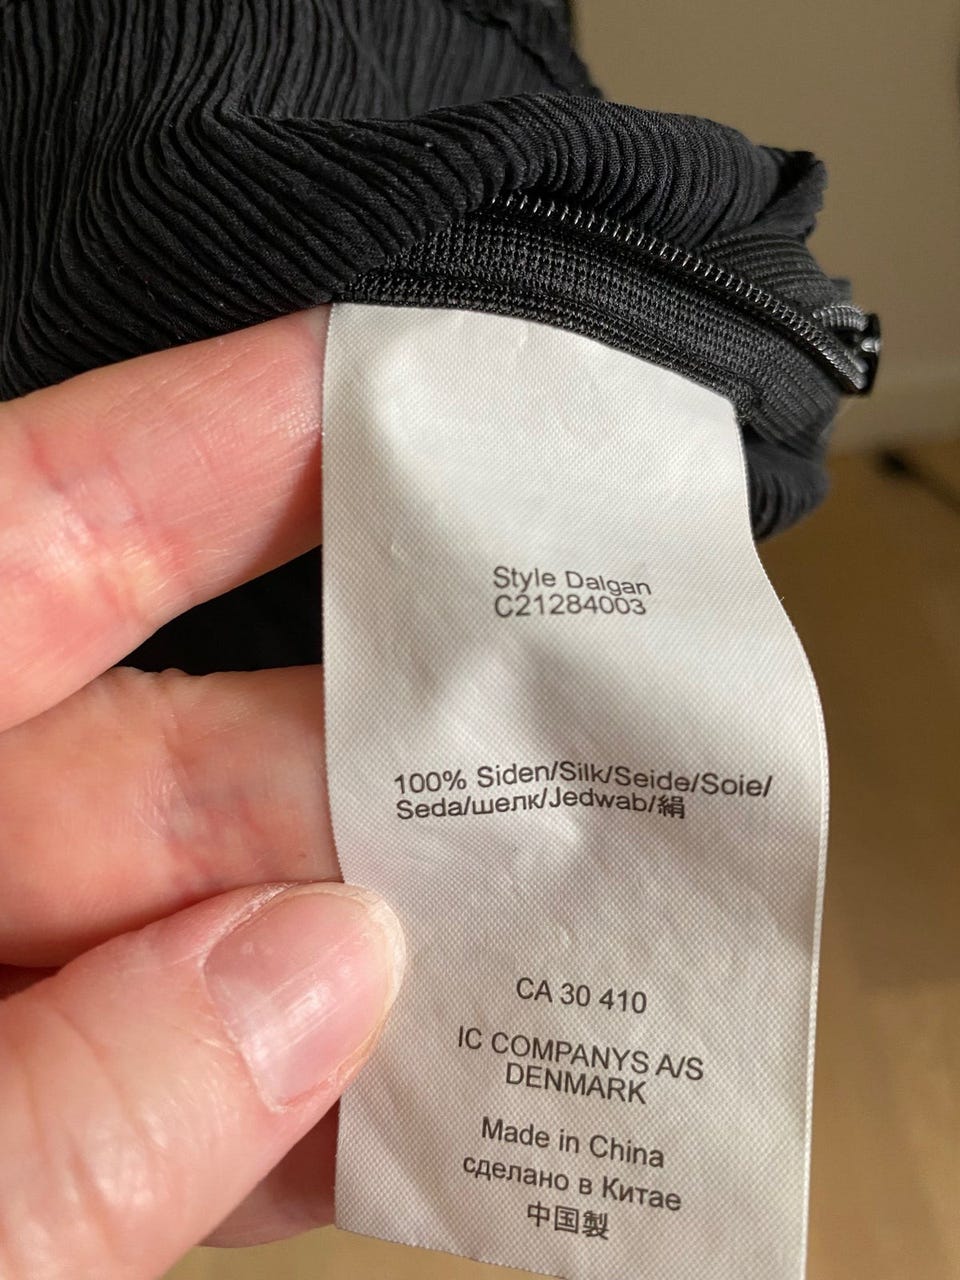 Style Dalgan
C21284003
100% Siden/Silk/Seide/Soie/
Seda/шелк/Jedwab/絹
CA 30 410
IC COMPANYS A/S
DENMARK
Made in China
сделано в Китае
中国製